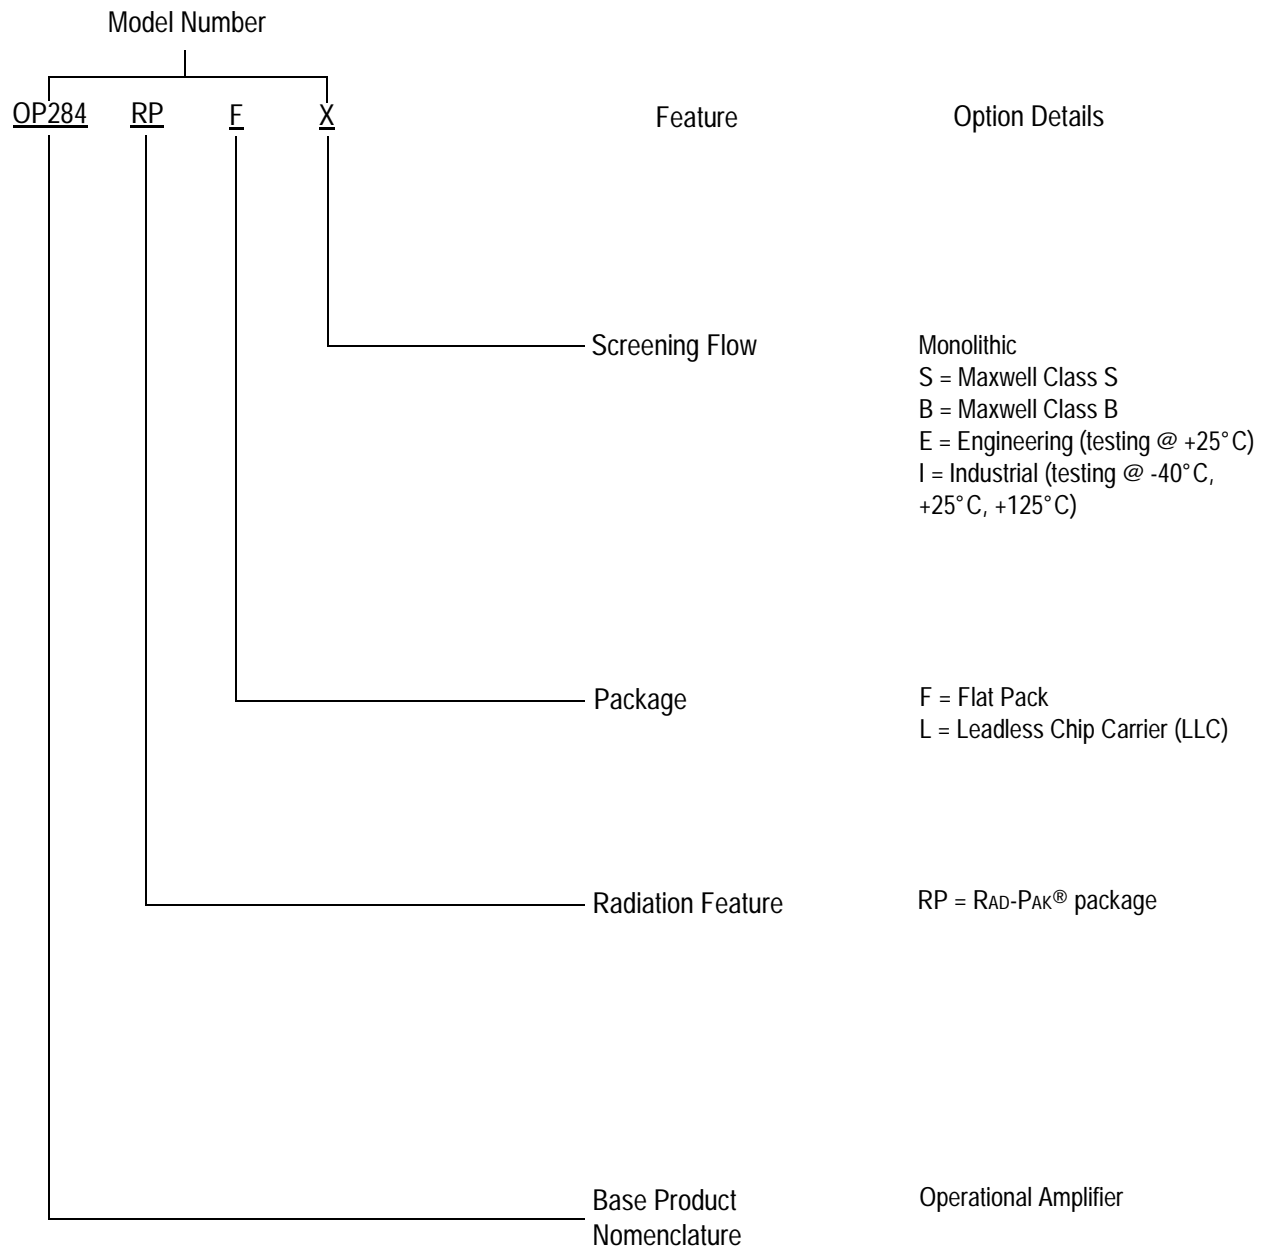 Model Number
OP284 RP F X
Feature Option Details
Screening Flow
Monolithic
S = Maxwell Class S
B = Maxwell Class B
E = Engineering (testing @ +25°C)
I = Industrial (testing @ -40°C,
+25°C, +125°C)
Package
F = Flat Pack
L = Leadless Chip Carrier (LLC)
Radiation Feature
RP = RAD-PAK® package
Base Product
Nomenclature
Operational Amplifier